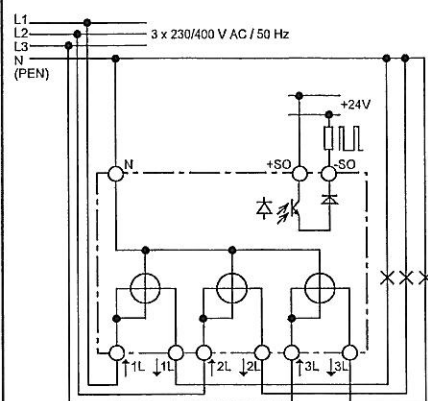 L1
L2
L3
N
(PEN)
3 x 230/400 V AC / 50 Hz
+24V
N
+SO
-SO
↑1L ↓1L ↑2L ↓2L ↑3L ↓3L